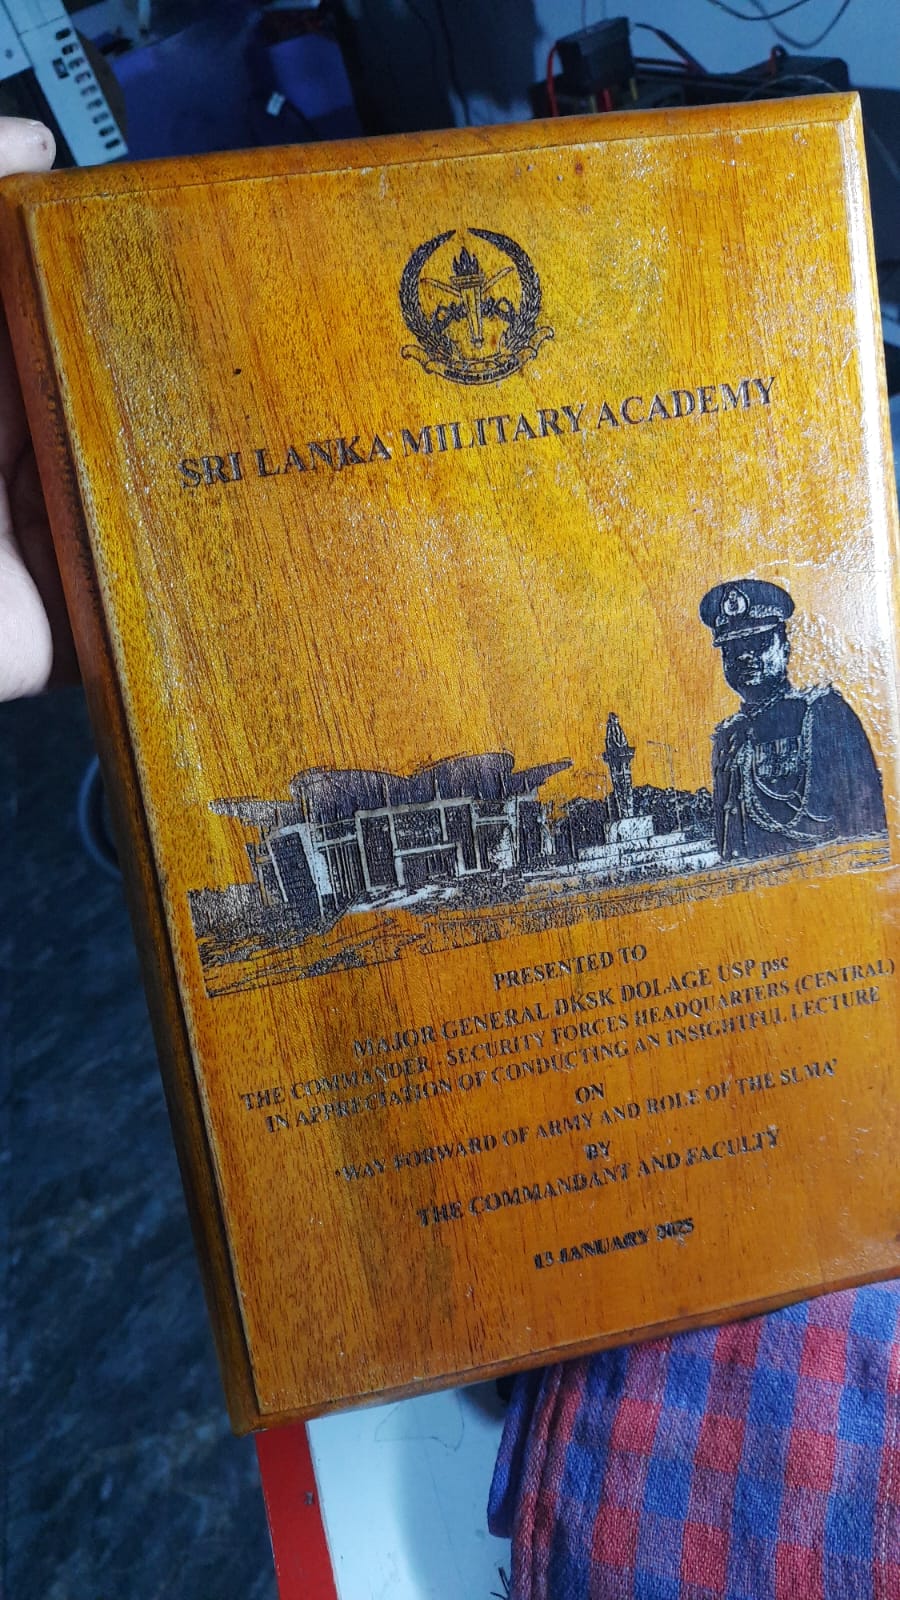 SRI LANKA MILITARY ACADEMY
PRESENTED TO
MAJOR GENERAL DKSK DOLAGE USP psc
THE COMMANDER - SECURITY FORCES HEADQUARTERS (CENTRAL)
IN APPRECIATION OF CONDUCTING AN INSIGHTFUL LECTURE
ON
'WAY FORWARD OF ARMY AND ROLE OF THE SLMA'
BY
THE COMMANDANT AND FACULTY
13 JANUARY 2025